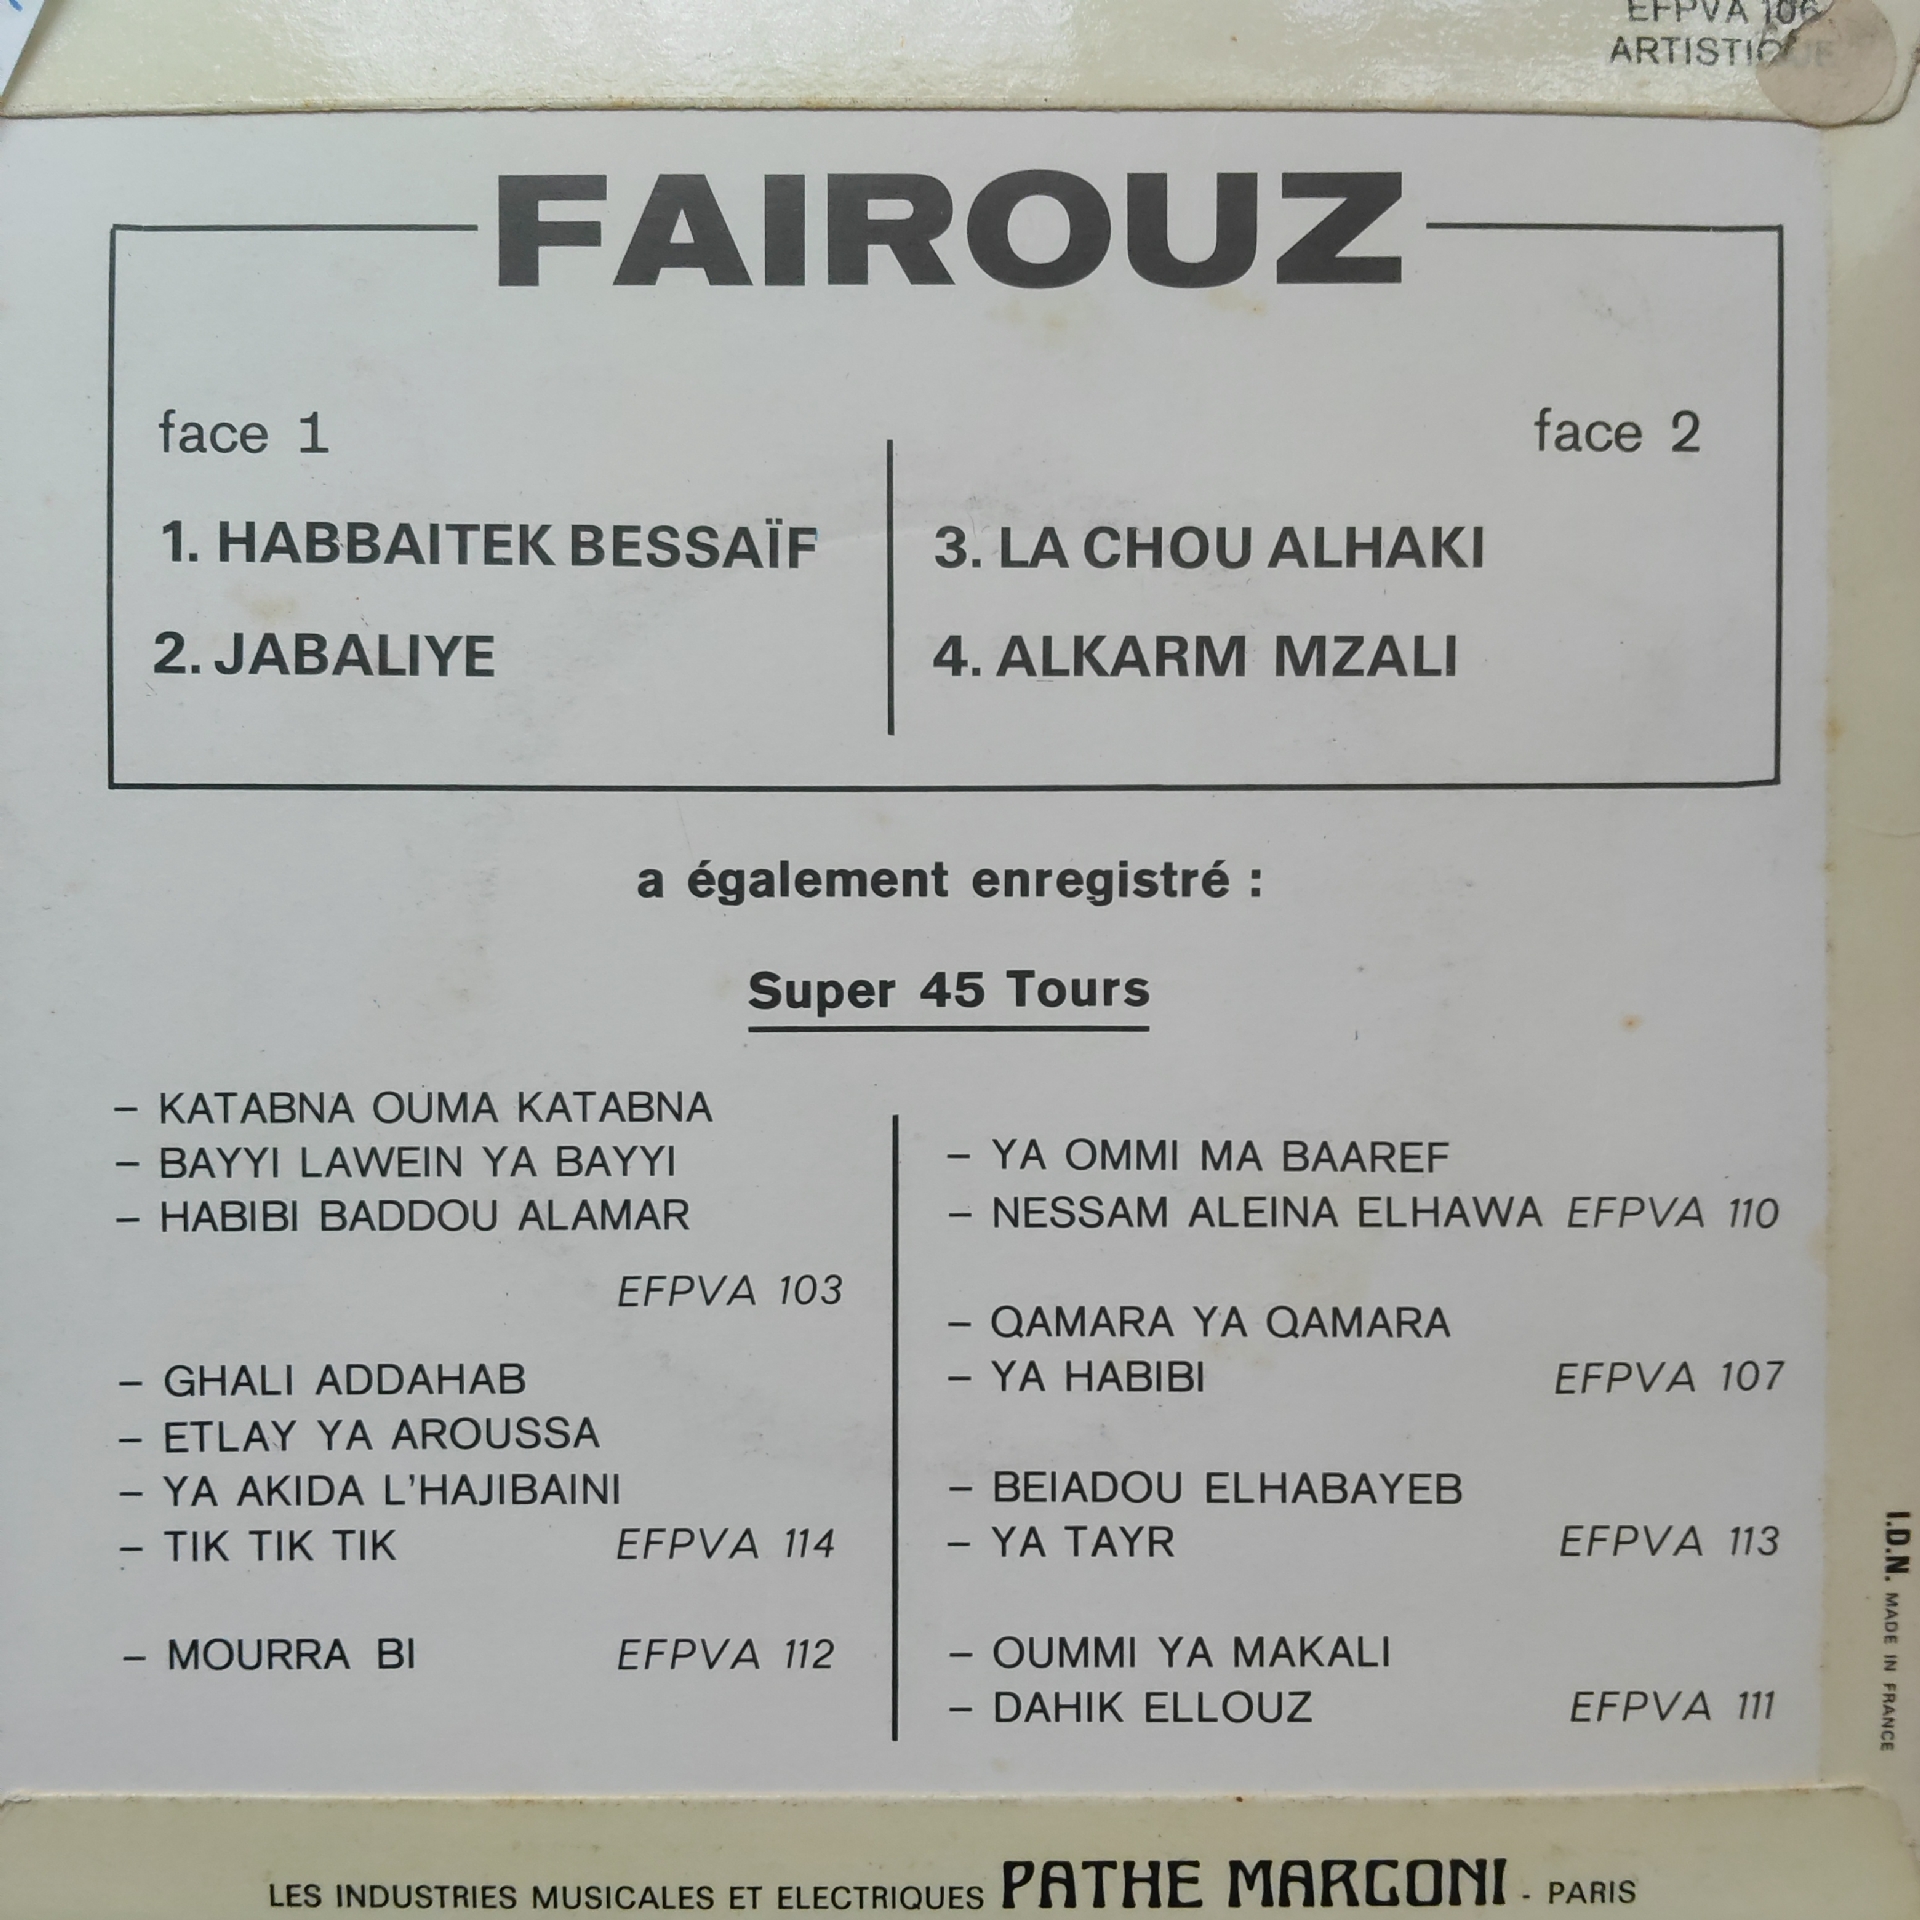 EFPVA 106
ARTISTIQUE
FAIROUZ
face 1
1. HABBAITEK BESSAÏF
2. JABALIYE
face 2
3. LA CHOU ALHAKI
4. ALKARM MZALI
a également enregistré :
Super 45 Tours
– KATABNA OUMA KATABNA
– BAYYI LAWEIN YA BAYYI
– HABIBI BADDOU ALAMAR
EFPVA 103
– GHALI ADDAHAB
– ETLAY YA AROUSSA
– YA AKIDA L'HAJIBAINI
– TIK TIK TIK EFPVA 114
– MOURRA BI EFPVA 112
– YA OMMI MA BAAREF
– NESSAM ALEINA ELHAWA EFPVA 110
– QAMARA YA QAMARA
– YA HABIBI EFPVA 107
– BEIADOU ELHABAYEB
– YA TAYR EFPVA 113
– OUMMI YA MAKALI
– DAHIK ELLOUZ EFPVA 111
I.D.N. MADE IN FRANCE
LES INDUSTRIES MUSICALES ET ELECTRIQUES PATHE MARCONI - PARIS